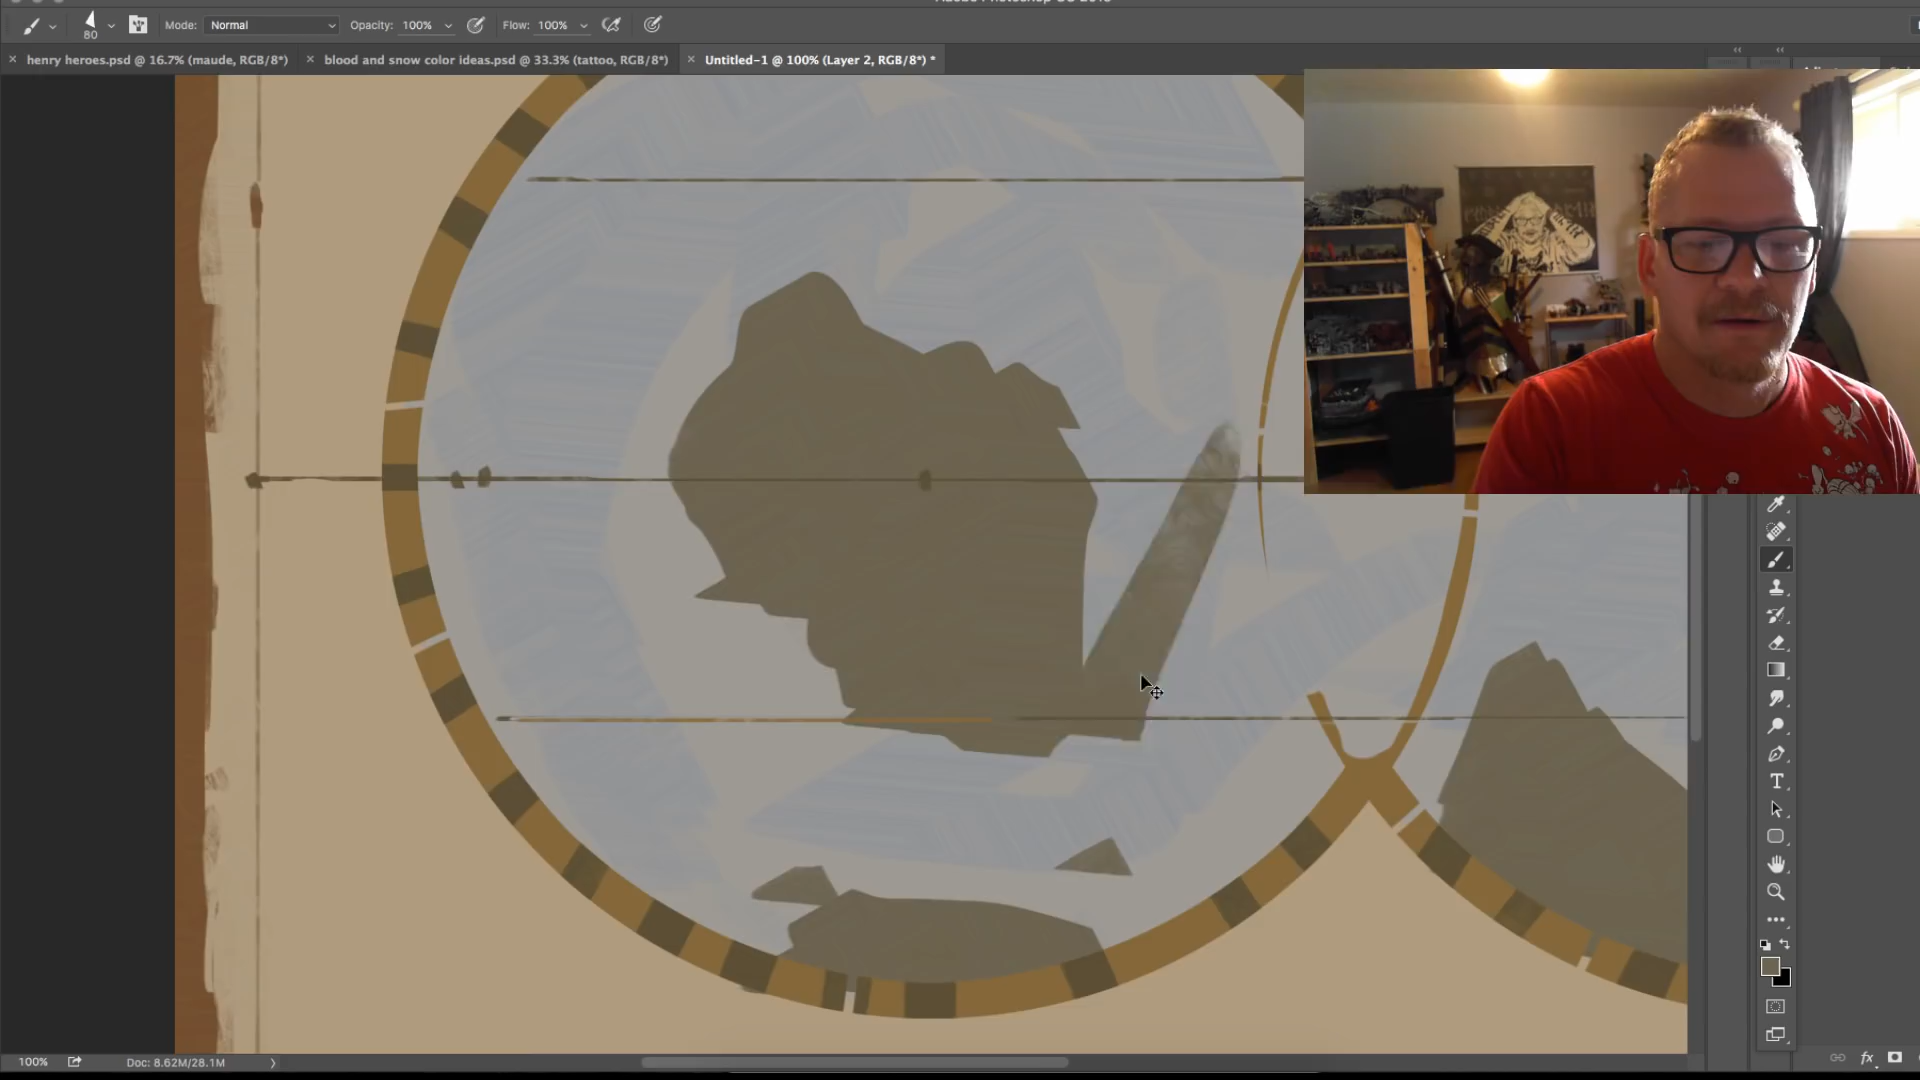 80
Mode: Normal Opacity: 100% Flow: 100%
henry heroes.psd @ 16.7% (maude, RGB/8*) blood and snow color ideas.psd @ 33.3% (tattoo, RGB/8*) Untitled-1 @ 100% (Layer 2, RGB/8*) *
T
fx
100% Doc: 8.62M/28.1M